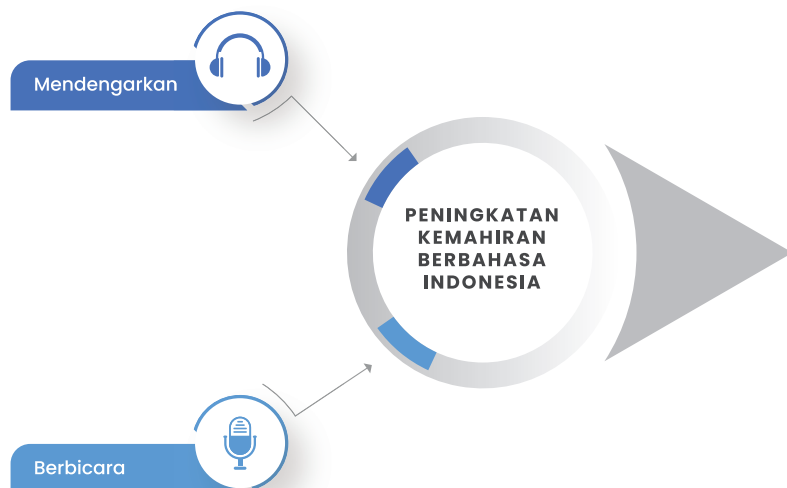 Mendengarkan
PENINGKATAN
KEMAHIRAN
BERBAHASA
INDONESIA
Berbicara